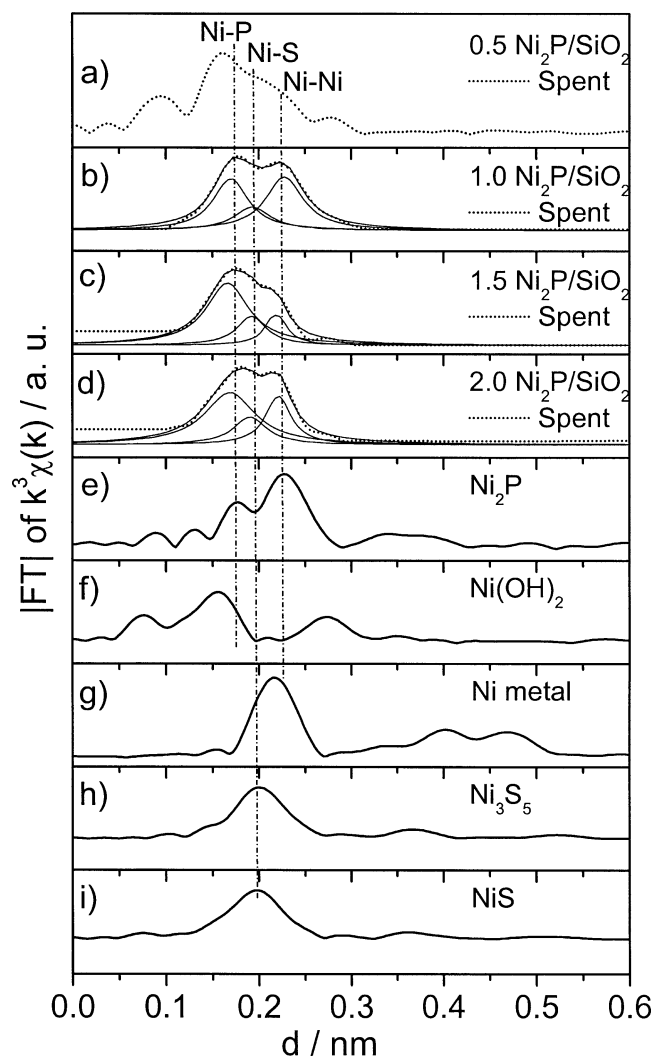 Ni-P
Ni-S
Ni-Ni
a)
0.5 Ni₂P/SiO₂
Spent
b)
1.0 Ni₂P/SiO₂
Spent
c)
1.5 Ni₂P/SiO₂
Spent
d)
2.0 Ni₂P/SiO₂
Spent
e)
Ni₂P
f)
Ni(OH)₂
g)
Ni metal
h)
Ni₃S₅
i)
NiS
|FT| of k³χ(k) / a. u.
0.0 0.1 0.2 0.3 0.4 0.5 0.6
d / nm